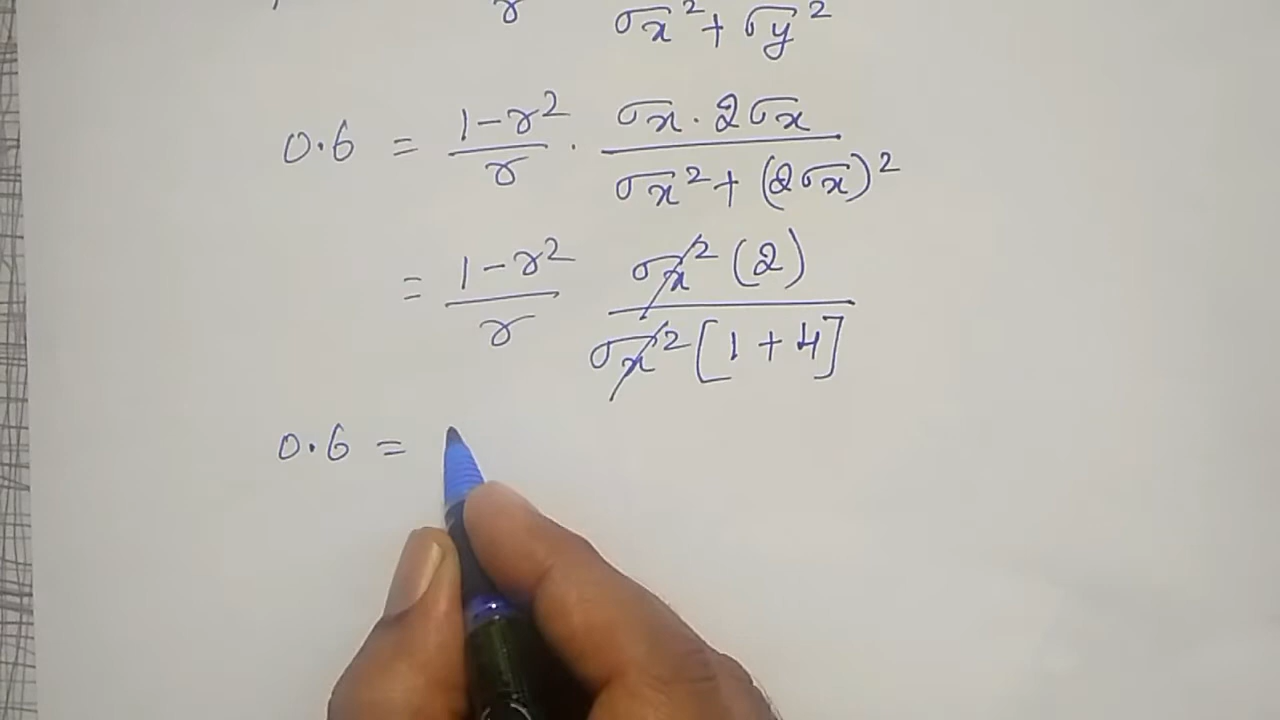 r σx² + σy²
0.6 = (1-r²)/r · (σx · 2σx)/(σx² + (2σx)²)
= (1-r²)/r (σx² (2))/(σx² [1+4])
0.6 =